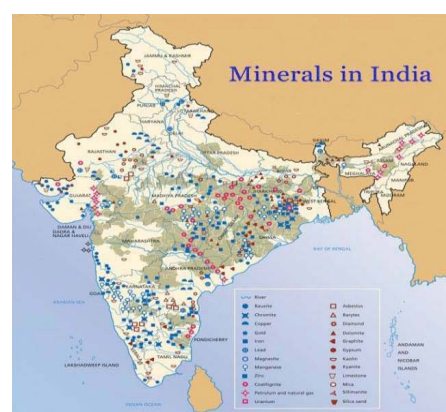 Minerals in India
JAMMU & KASHMIR
HIMACHAL
PRADESH
PUNJAB
HARYANA
RAJASTHAN
UTTAR PRADESH
SIKKIM
ARUNACHAL PRADESH
NAGALAND
MANIPUR
MIZORAM
TRIPURA
GUJARAT
MADHYA PRADESH
WEST BENGAL
DAMAN & DIU
DADRA &
NAGAR HAVELI
MAHARASHTRA
ANDHRA PRADESH
BAY OF BENGAL
ARABIAN SEA
GOA
KARNATAKA
PONDICHERRY
TAMIL NADU
LAKSHADWEEP ISLAND
ANDAMAN
AND
NICOBAR
ISLANDS
INDIAN OCEAN
River
Bauxite
Chromite
Copper
Gold
Iron
Lead
Magnesite
Manganese
Zinc
Coal/lignite
Petroleum and natural gas
Uranium
Asbestos
Barytes
Diamond
Dolomite
Graphite
Gypsum
Kaolin
Kyanite
Limestone
Mica
Sillimanite
Silica sand